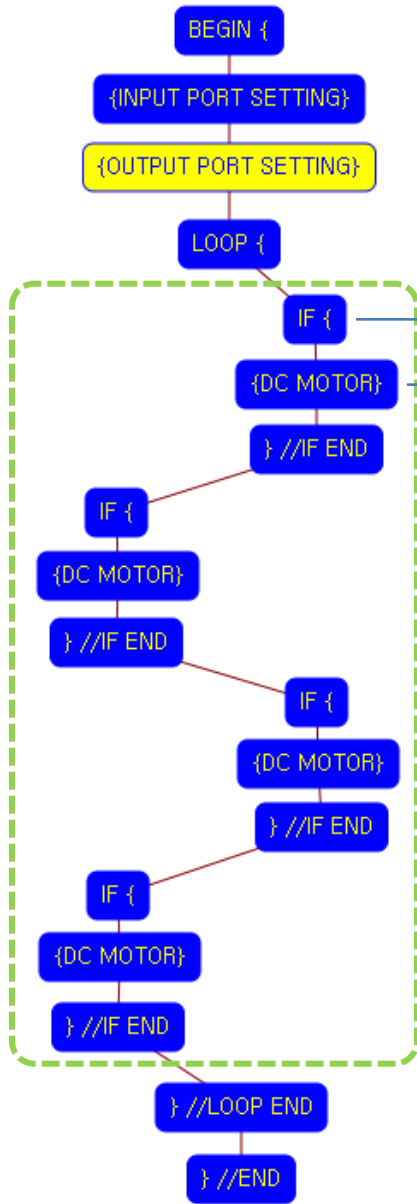 BEGIN {
{INPUT PORT SETTING}
{OUTPUT PORT SETTING}
LOOP {
IF {
{DC MOTOR}
} //IF END
IF {
{DC MOTOR}
} //IF END
IF {
{DC MOTOR}
} //IF END
IF {
{DC MOTOR}
} //IF END
} //LOOP END
} //END